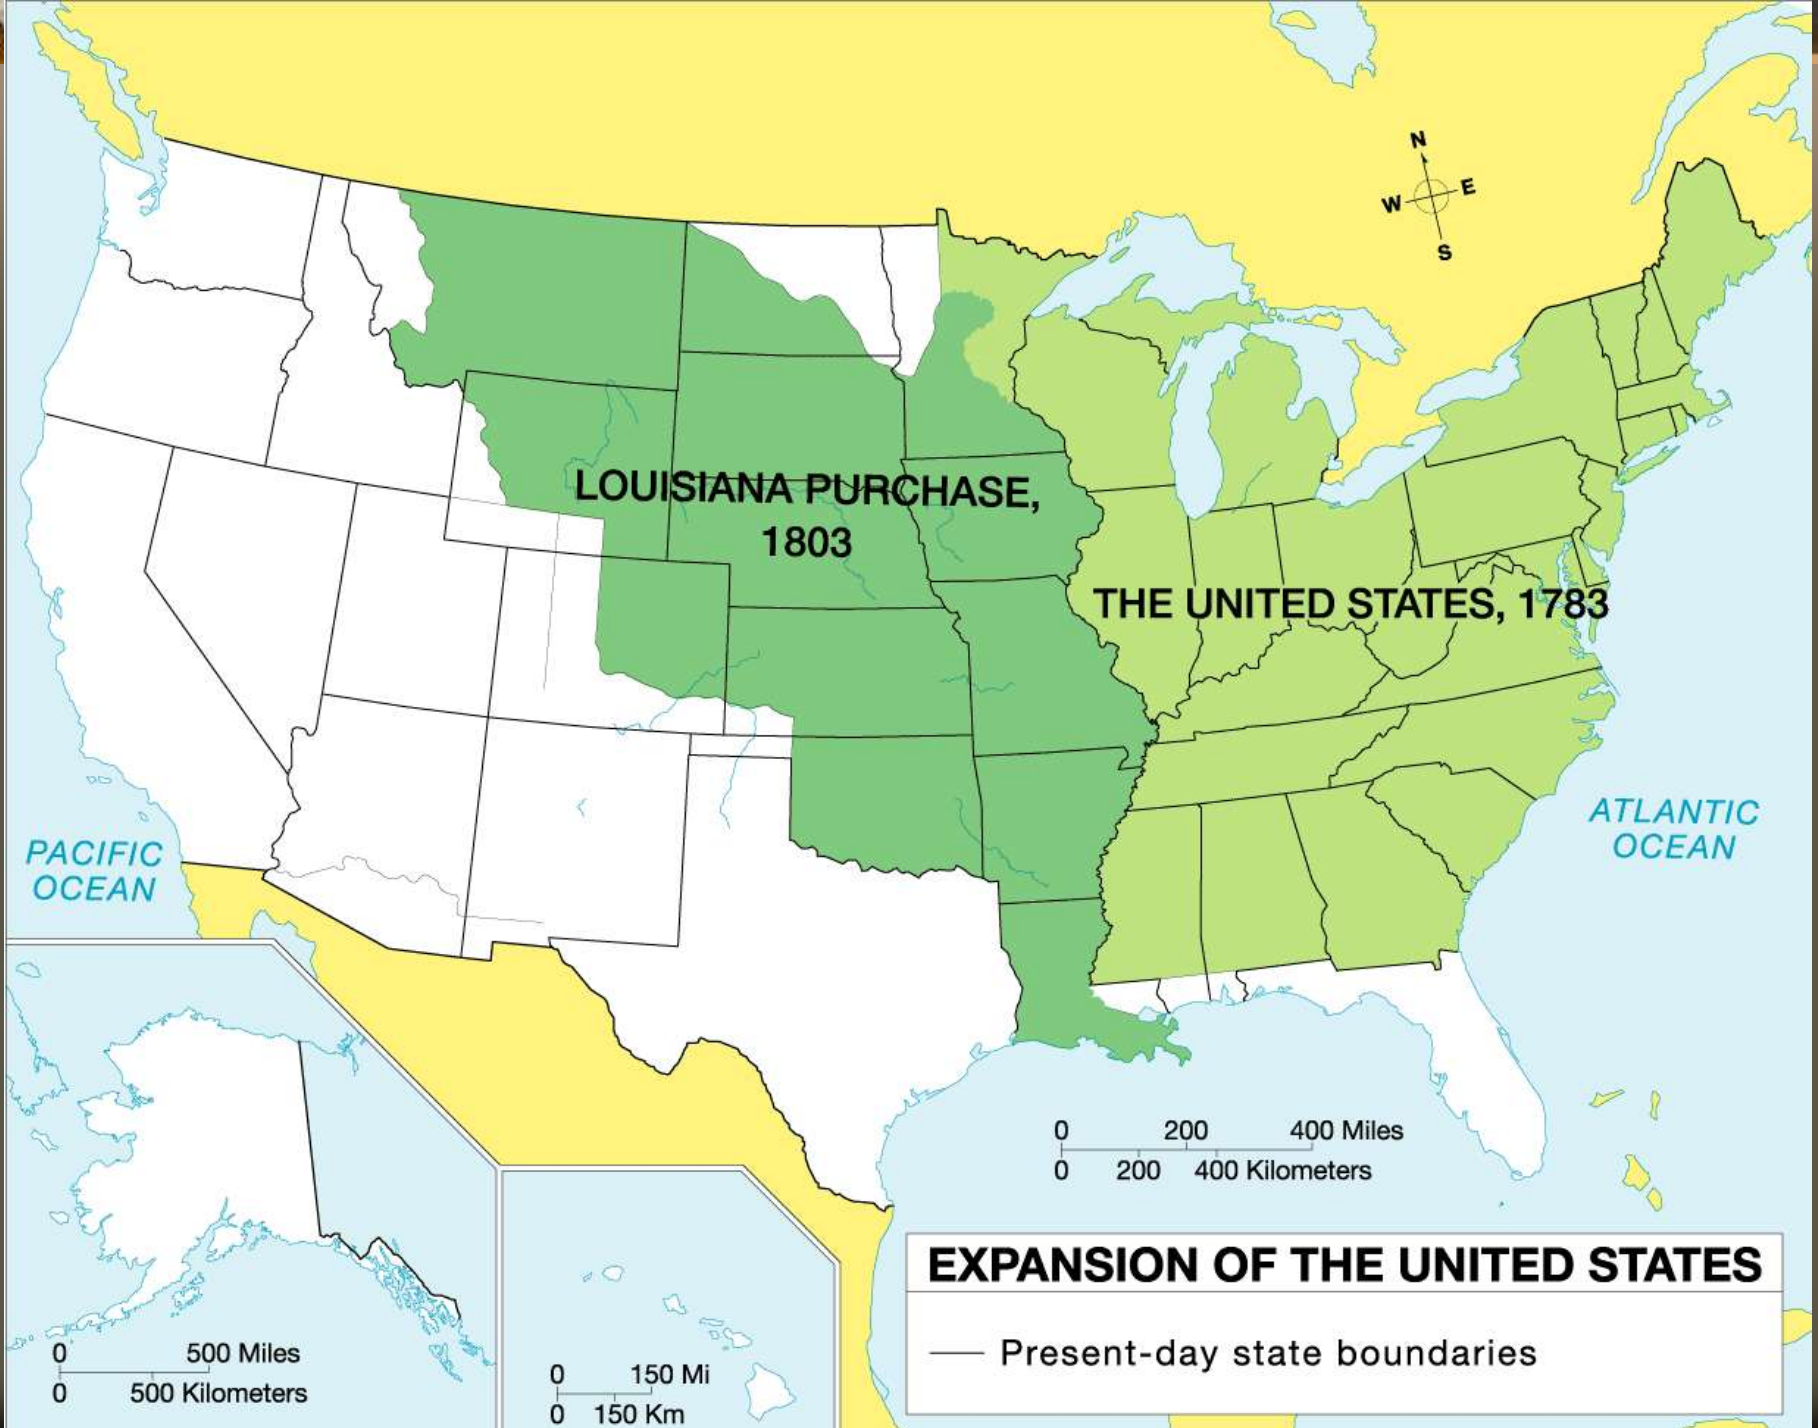 N
W
E
S
LOUISIANA PURCHASE,
1803
THE UNITED STATES, 1783
PACIFIC
OCEAN
ATLANTIC
OCEAN
0 200 400 Miles
0 200 400 Kilometers
0 500 Miles
0 500 Kilometers
0 150 Mi
0 150 Km
EXPANSION OF THE UNITED STATES
Present-day state boundaries